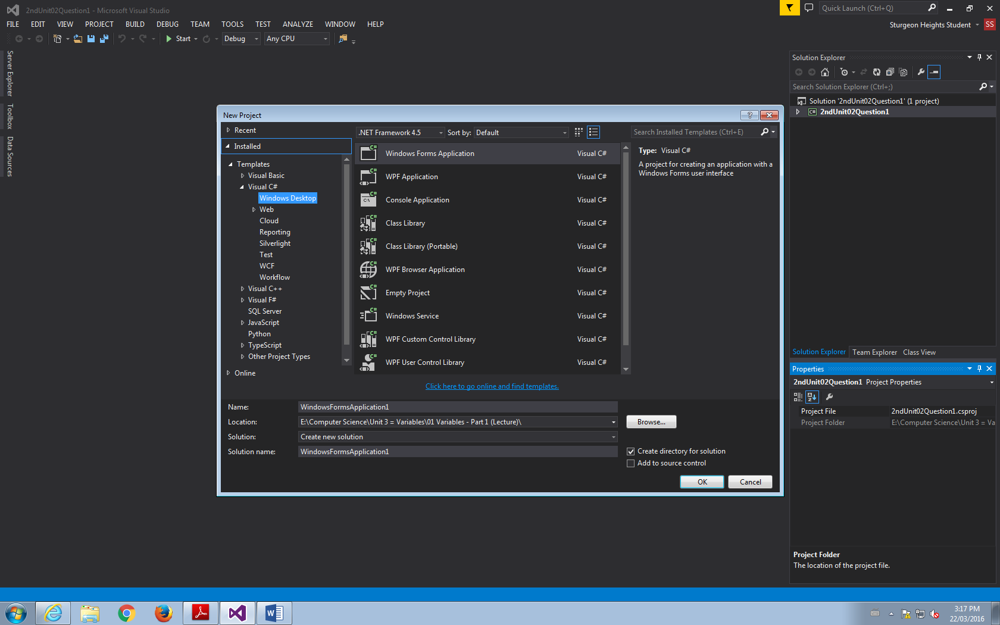 2ndUnit02Question1 - Microsoft Visual Studio
Quick Launch (Ctrl+Q)
FILE EDIT VIEW PROJECT BUILD DEBUG TEAM TOOLS TEST ANALYZE WINDOW HELP
Sturgeon Heights Student SS
Start Debug Any CPU
Server Explorer
Toolbox
Data Sources
New Project
Recent
Installed
Templates
Visual Basic
Visual C#
Windows Desktop
Web
Cloud
Reporting
Silverlight
Test
WCF
Workflow
Visual C++
Visual F#
SQL Server
JavaScript
Python
TypeScript
Other Project Types
Online
.NET Framework 4.5 Sort by: Default
Search Installed Templates (Ctrl+E)
Windows Forms Application Visual C#
WPF Application Visual C#
Console Application Visual C#
Class Library Visual C#
Class Library (Portable) Visual C#
WPF Browser Application Visual C#
Empty Project Visual C#
Windows Service Visual C#
WPF Custom Control Library Visual C#
WPF User Control Library Visual C#
Type: Visual C#
A project for creating an application with a
Windows Forms user interface
Click here to go online and find templates.
Name: WindowsFormsApplication1
Location: E:\Computer Science\Unit 3 = Variables\01 Variables - Part 1 (Lecture)\ Browse...
Solution: Create new solution
Solution name: WindowsFormsApplication1
Create directory for solution
Add to source control
OK Cancel
Solution Explorer
Search Solution Explorer (Ctrl+;)
Solution '2ndUnit02Question1' (1 project)
C# 2ndUnit02Question1
Solution Explorer Team Explorer Class View
Properties
2ndUnit02Question1 Project Properties
Project File 2ndUnit02Question1.csproj
Project Folder E:\Computer Science\Unit 3 = Va
Project Folder
The location of the project file.
3:17 PM
22/03/2016